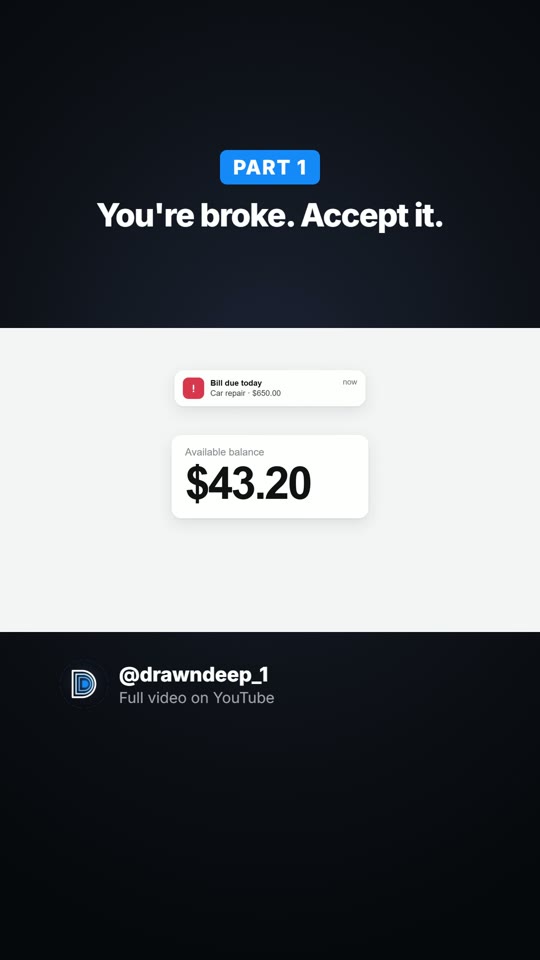 PART 1
You're broke. Accept it.
!
Bill due today
now
Car repair · $650.00
Available balance
$43.20
D
@drawndeep_1
Full video on YouTube